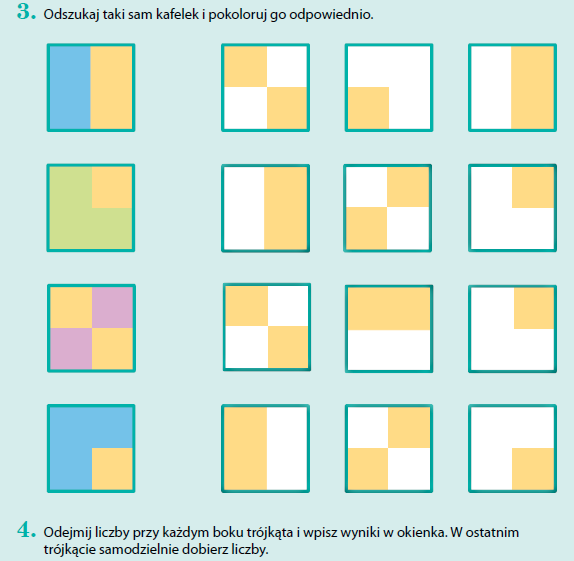 3. Odszukaj taki sam kafelek i pokoloruj go odpowiednio.
4. Odejmij liczby przy każdym boku trójkąta i wpisz wyniki w okienka. W ostatnim
trójkącie samodzielnie dobierz liczby.